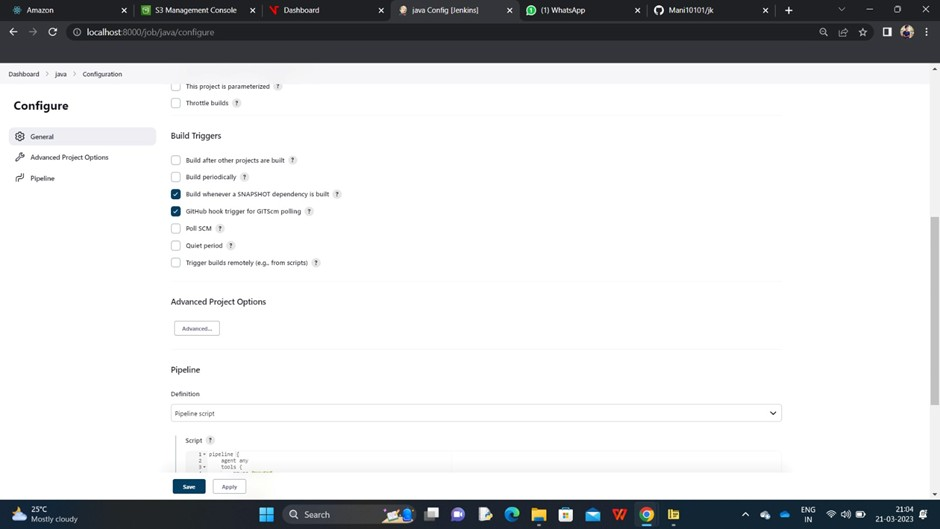 Amazon
S3 Management Console
Dashboard
java Config [Jenkins]
(1) WhatsApp
Mani10101/jk
localhost:8000/job/java/configure
Dashboard
java
Configuration
Configure
General
Advanced Project Options
Pipeline
This project is parameterized ?
Throttle builds ?
Build Triggers
Build after other projects are built ?
Build periodically ?
Build whenever a SNAPSHOT dependency is built ?
GitHub hook trigger for GITScm polling ?
Poll SCM ?
Quiet period ?
Trigger builds remotely (e.g., from scripts) ?
Advanced Project Options
Advanced...
Pipeline
Definition
Pipeline script
Script ?
1 pipeline {
2 agent any
3 tools {
Save
Apply
25°C
Mostly cloudy
Search
ENG
IN
21:04
21-03-2023